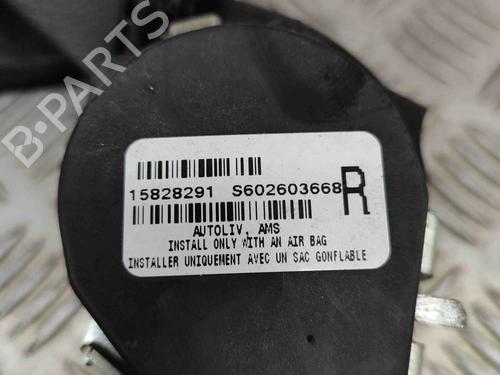 B-PARTS
15828291 S602603668
R
AUTOLIV, AMS
INSTALL ONLY WITH AN AIR BAG
INSTALLER UNIQUEMENT AVEC UN SAC GONFLABLE